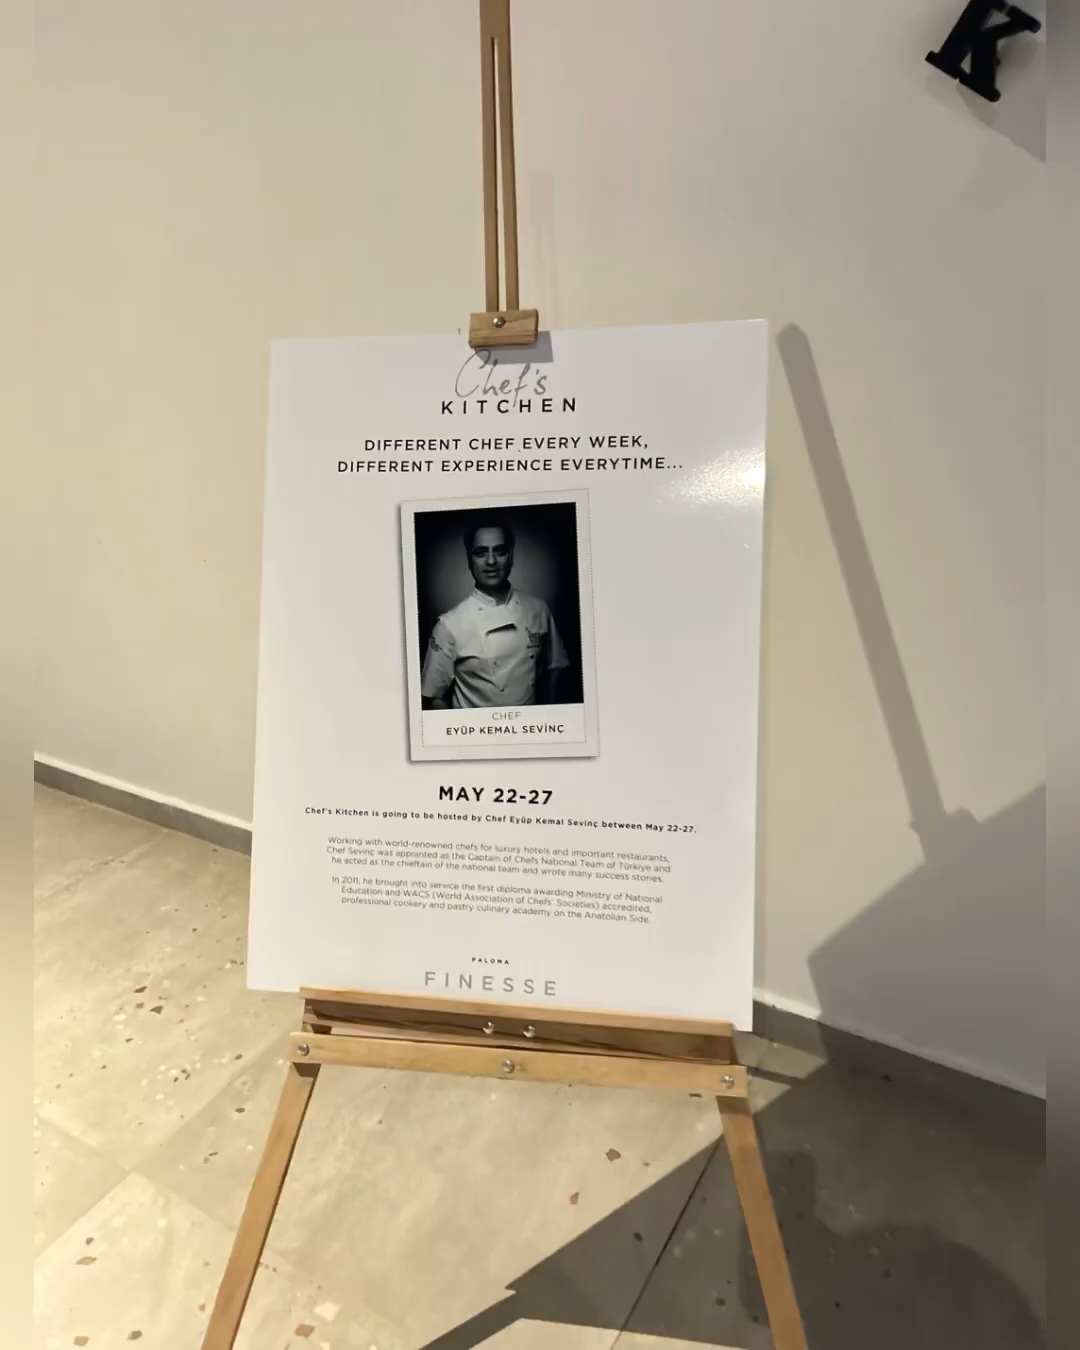 K
Chef's
KITCHEN
DIFFERENT CHEF EVERY WEEK,
DIFFERENT EXPERIENCE EVERYTIME...
CHEF
EYÜP KEMAL SEVİNÇ
MAY 22-27
Chef's Kitchen is going to be hosted by Chef Eyüp Kemal Sevinç between May 22-27.
Working with world-renowned chefs for luxury hotels and important restaurants,
Chef Sevinç was appointed as the Captain of Chefs National Team of Türkiye and
he acted as the chieftain of the national team and wrote many success stories.
In 2011, he brought into service the first diploma awarding Ministry of National
Education and WACS (World Association of Chefs' Societies) accredited,
professional cookery and pastry culinary academy on the Anatolian Side.
PALOMA
FINESSE